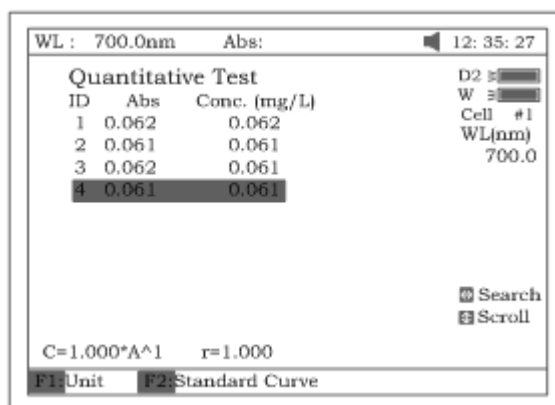 WL : 700.0nm Abs: 12: 35: 27
Quantitative Test
ID Abs Conc. (mg/L)
1 0.062 0.062
2 0.061 0.061
3 0.062 0.061
4 0.061 0.061
D2
W
Cell #1
WL(nm)
700.0
Search
Scroll
C=1.000*A^1 r=1.000
F1:Unit F2:Standard Curve